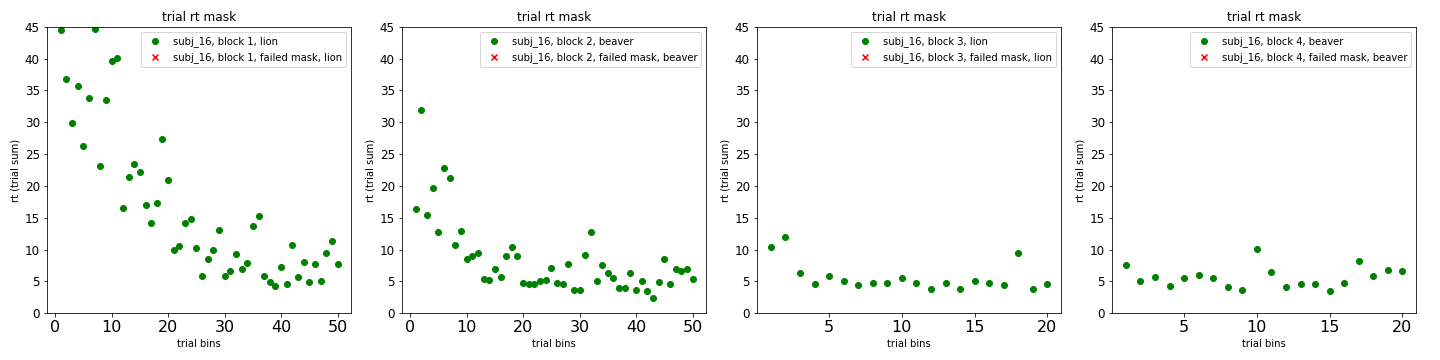 trial rt mask
subj_16, block 1, lion
subj_16, block 1, failed mask, lion
rt (trial sum)
45
40
35
30
25
20
15
10
5
0
0 10 20 30 40 50
trial bins
trial rt mask
subj_16, block 2, beaver
subj_16, block 2, failed mask, beaver
rt (trial sum)
45
40
35
30
25
20
15
10
5
0
0 10 20 30 40 50
trial bins
trial rt mask
subj_16, block 3, lion
subj_16, block 3, failed mask, lion
rt (trial sum)
45
40
35
30
25
20
15
10
5
0
5 10 15 20
trial bins
trial rt mask
subj_16, block 4, beaver
subj_16, block 4, failed mask, beaver
rt (trial sum)
45
40
35
30
25
20
15
10
5
0
5 10 15 20
trial bins